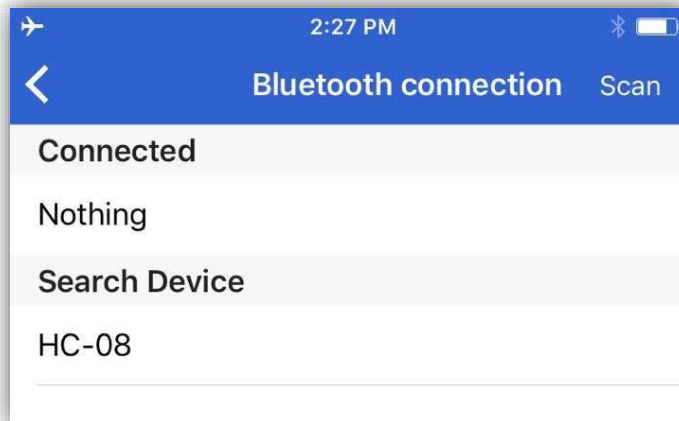 2:27 PM
Bluetooth connection Scan
Connected
Nothing
Search Device
HC-08